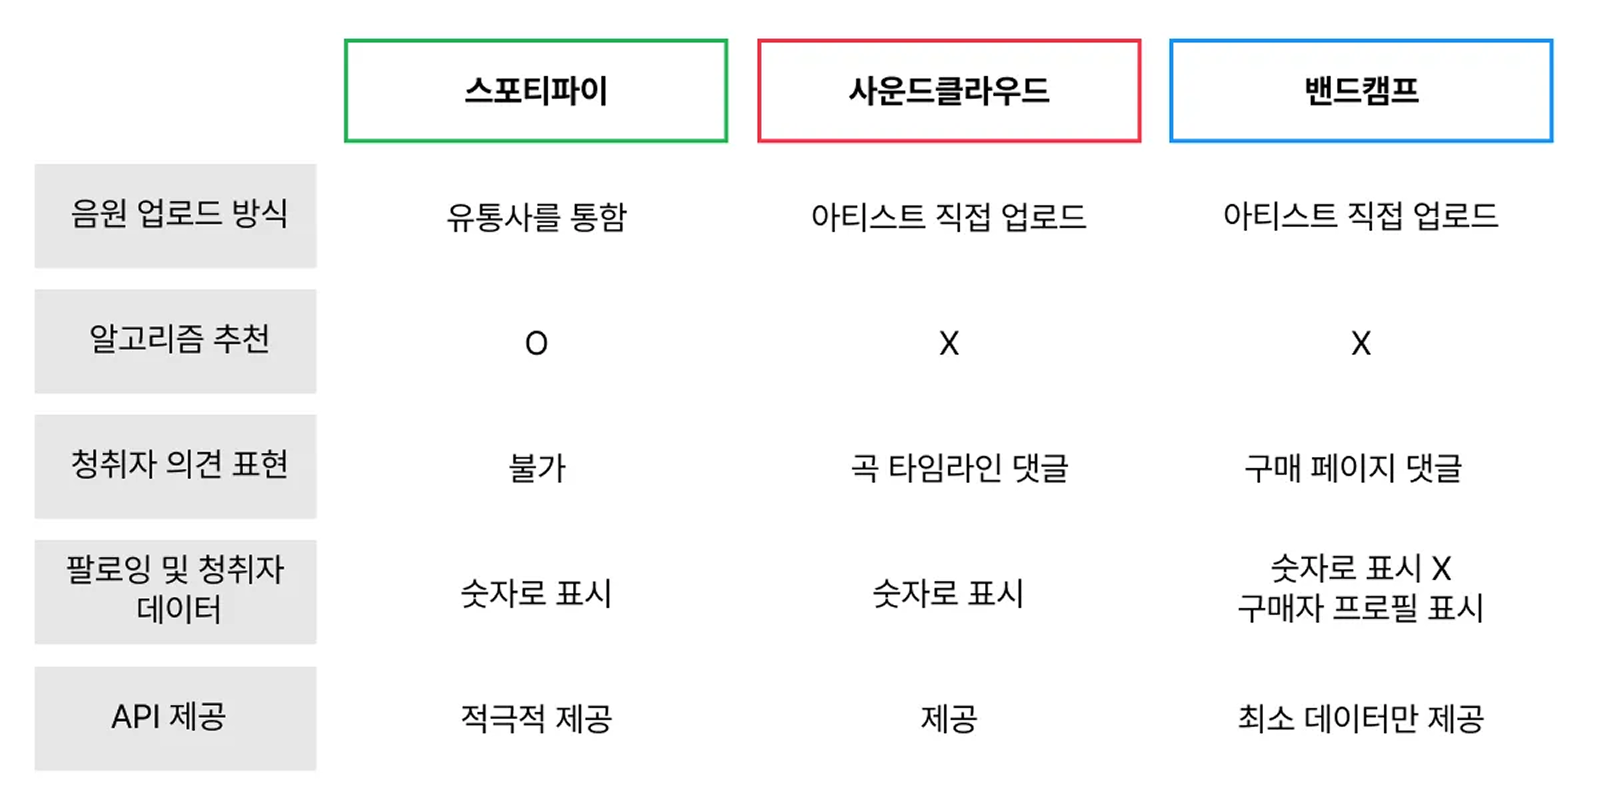 스포티파이
사운드클라우드
밴드캠프
음원 업로드 방식
유통사를 통함
아티스트 직접 업로드
아티스트 직접 업로드
알고리즘 추천
O
X
X
청취자 의견 표현
불가
곡 타임라인 댓글
구매 페이지 댓글
팔로잉 및 청취자
데이터
숫자로 표시
숫자로 표시
숫자로 표시 X
구매자 프로필 표시
API 제공
적극적 제공
제공
최소 데이터만 제공